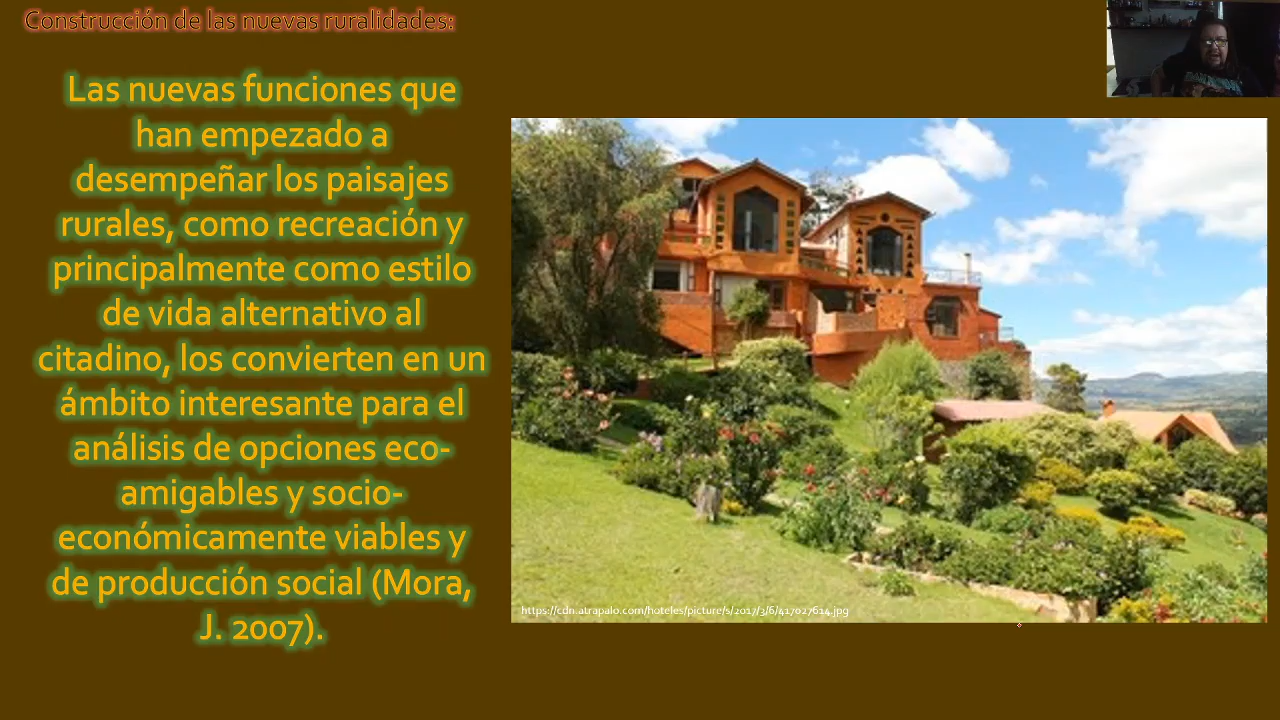 Construcción de las nuevas ruralidades:
Las nuevas funciones que
han empezado a
desempeñar los paisajes
rurales, como recreación y
principalmente como estilo
de vida alternativo al
citadino, los convierten en un
ámbito interesante para el
análisis de opciones eco-
amigables y socio-
económicamente viables y
de producción social (Mora,
J. 2007).
https://cdn.atrapalo.com/hoteles/picture/s/2017/3/6/417027614.jpg